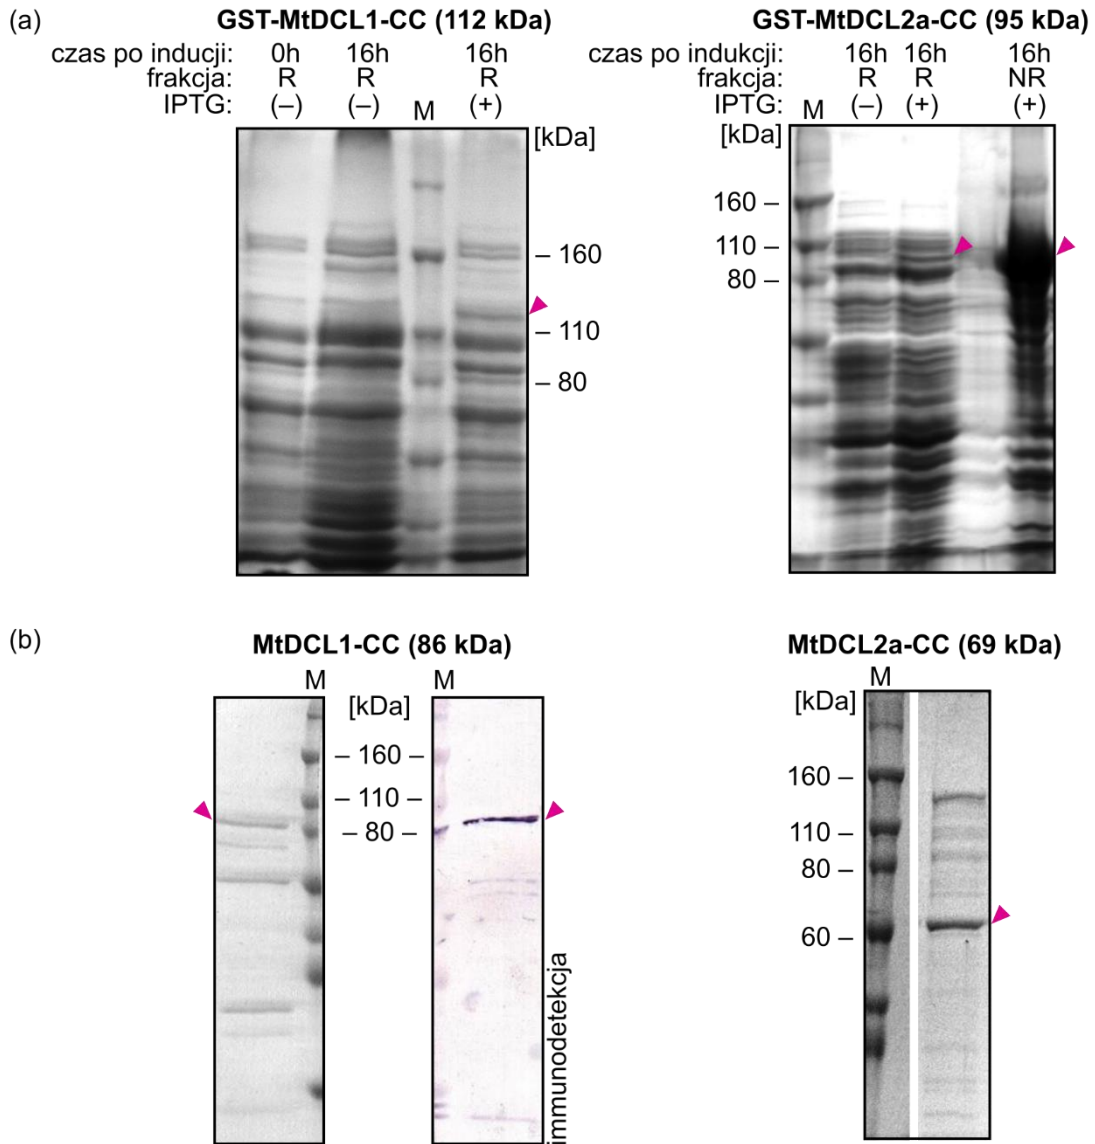 (a)
GST-MtDCL1-CC (112 kDa)
czas po inducji: 0h 16h 16h
frakcja: R R R
IPTG: (–) (–) M (+)
[kDa]
– 160
– 110
– 80
GST-MtDCL2a-CC (95 kDa)
czas po indukcji: 16h 16h 16h
frakcja: R R NR
IPTG: M (–) (+) (+)
[kDa]
160 –
110 –
80 –
(b)
MtDCL1-CC (86 kDa)
M [kDa] M
– 160 –
– 110 –
– 80 –
immunodetekcja
MtDCL2a-CC (69 kDa)
M
[kDa]
160 –
110 –
80 –
60 –